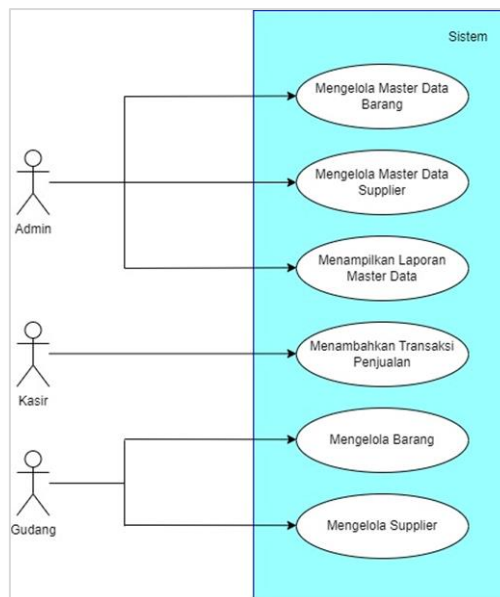 Sistem
Mengelola Master Data
Barang
Mengelola Master Data
Supplier
Admin
Menampilkan Laporan
Master Data
Menambahkan Transaksi
Penjualan
Kasir
Mengelola Barang
Gudang
Mengelola Supplier